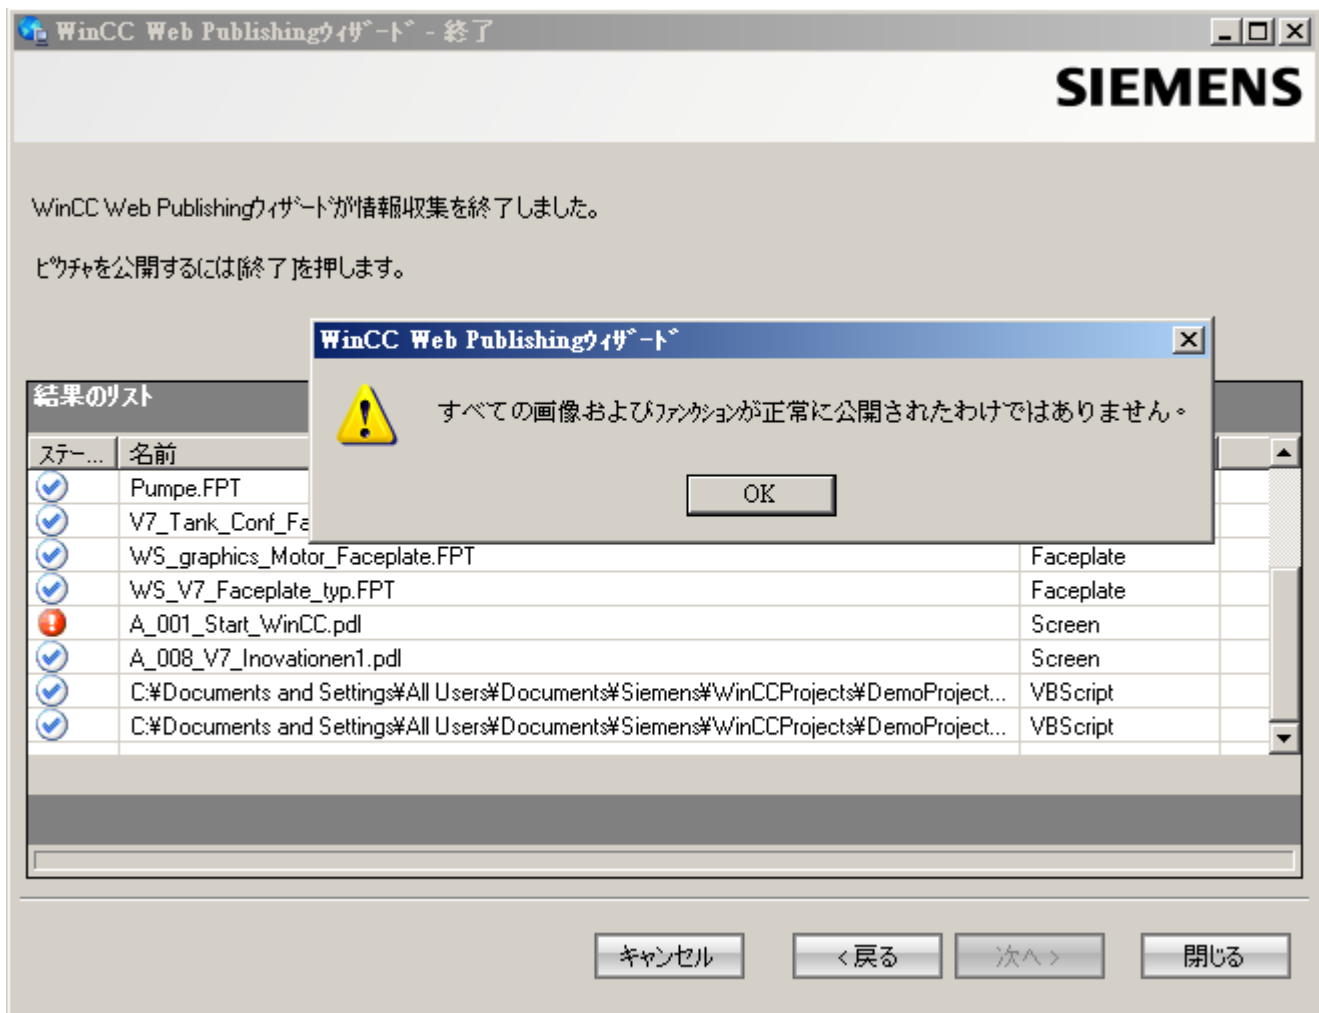 WinCC Web Publishingウィザード - 終了
SIEMENS
WinCC Web Publishingウィザードが情報収集を終了しました。
ピクチャを公開するには[終了]を押します。
WinCC Web Publishingウィザード
すべての画像およびファンクションが正常に公開されたわけではありません。
OK
結果のリスト
ステー... 名前
Pumpe.FPT
V7_Tank_Conf_Fa
WS_graphics_Motor_Faceplate.FPT Faceplate
WS_V7_Faceplate_typ.FPT Faceplate
A_001_Start_WinCC.pdl Screen
A_008_V7_Inovationen1.pdl Screen
C:¥Documents and Settings¥All Users¥Documents¥Siemens¥WinCCProjects¥DemoProject... VBScript
C:¥Documents and Settings¥All Users¥Documents¥Siemens¥WinCCProjects¥DemoProject... VBScript
キャンセル <戻る 次へ> 閉じる